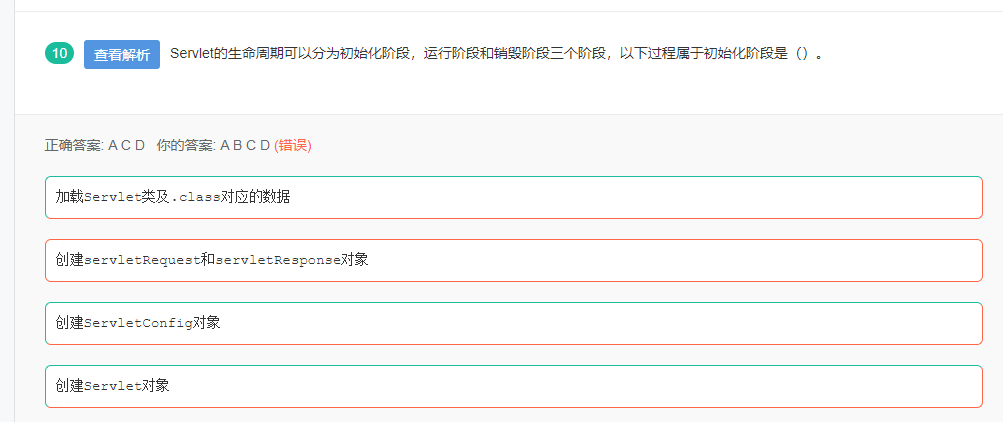 10 查看解析 Servlet的生命周期可以分为初始化阶段，运行阶段和销毁阶段三个阶段，以下过程属于初始化阶段是（）。
正确答案: A C D 你的答案: A B C D (错误)
加载Servlet类及.class对应的数据
创建servletRequest和servletResponse对象
创建ServletConfig对象
创建Servlet对象